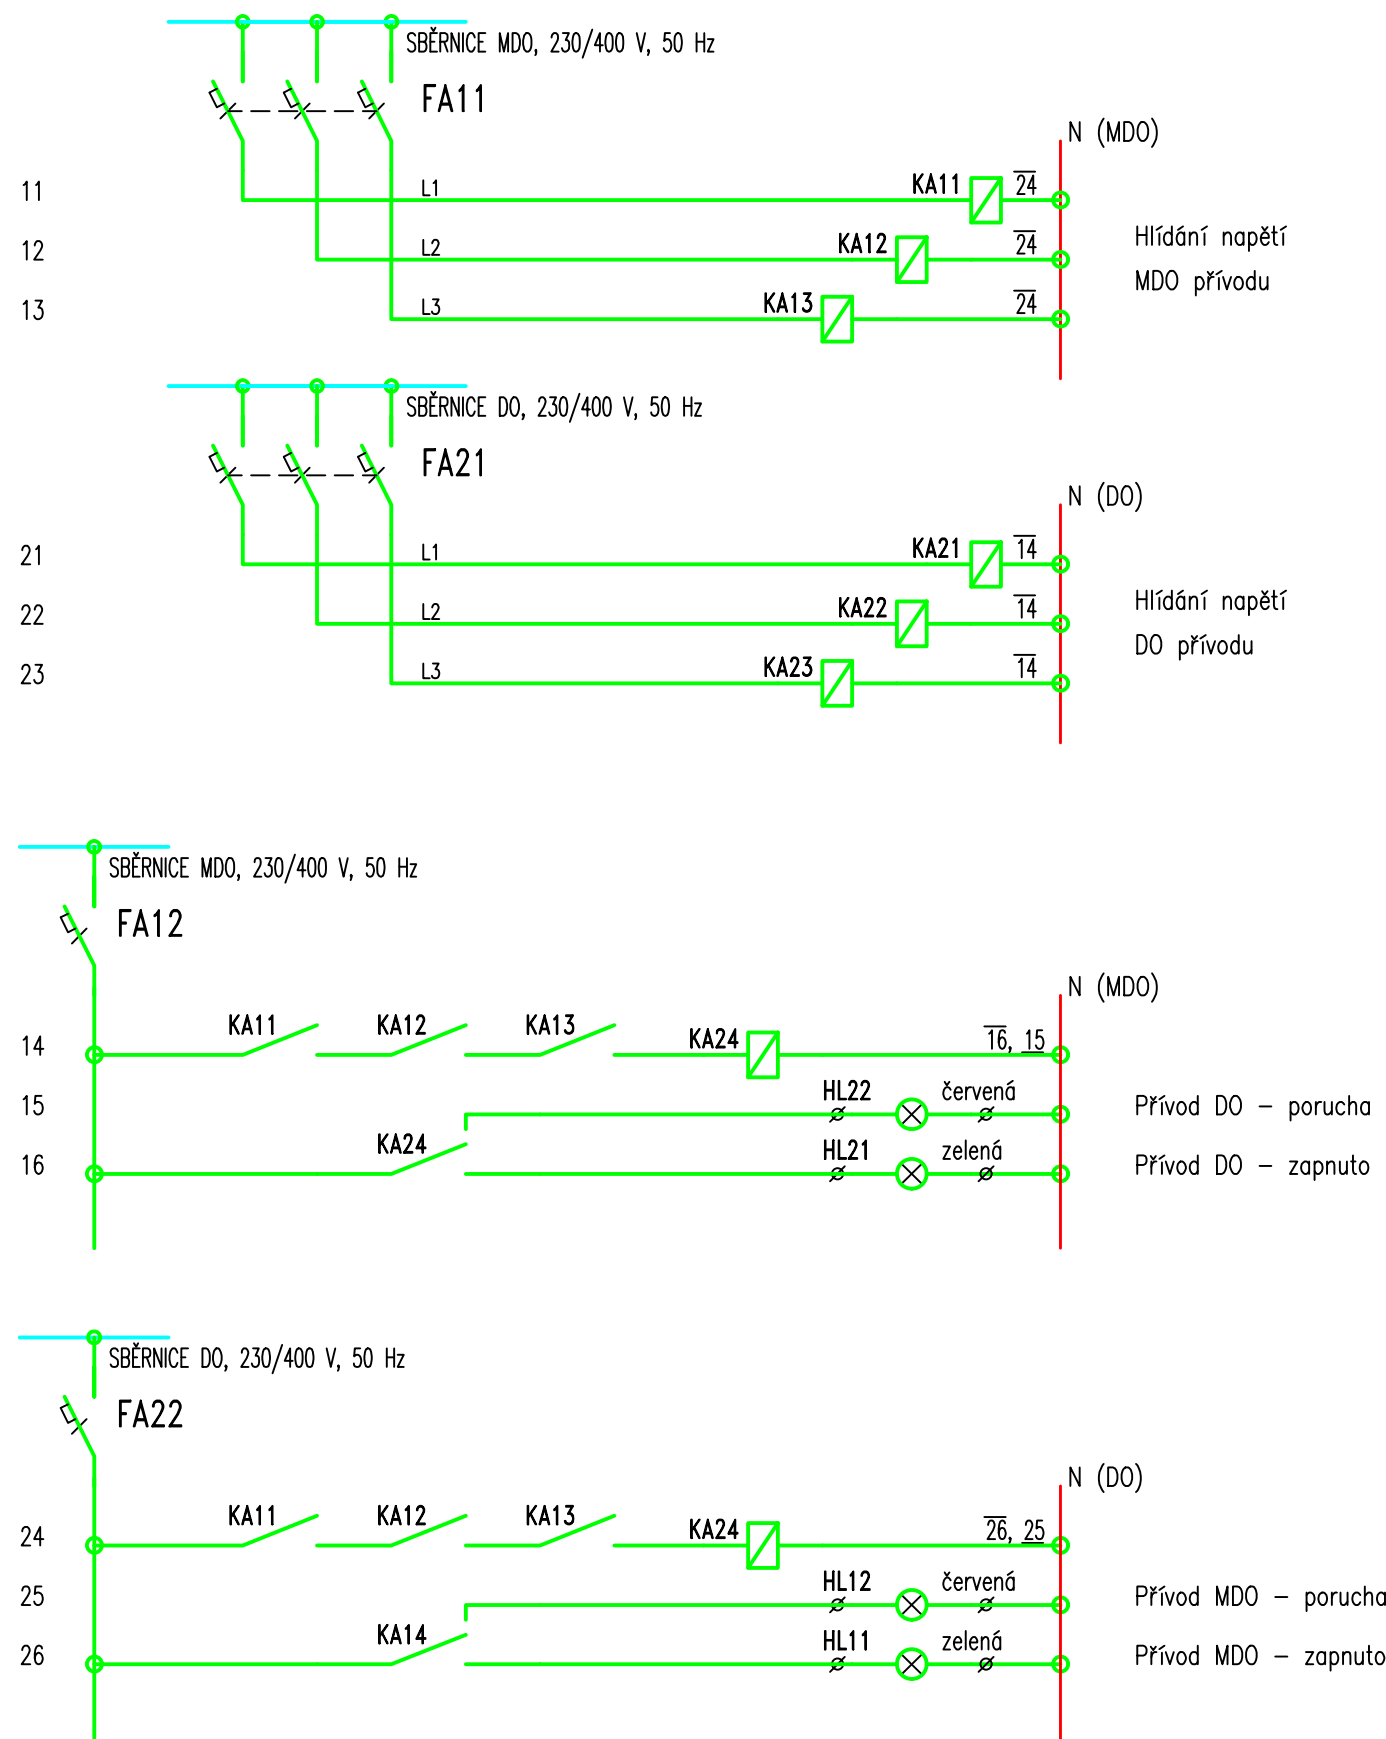 SBĚRNICE MDO, 230/400 V, 50 Hz
FA11
N (MDO)
11 L1 KA11 24
12 L2 KA12 24
13 L3 KA13 24
Hlídání napětí
MDO přívodu
SBĚRNICE DO, 230/400 V, 50 Hz
FA21
N (DO)
21 L1 KA21 14
22 L2 KA22 14
23 L3 KA23 14
Hlídání napětí
DO přívodu
SBĚRNICE MDO, 230/400 V, 50 Hz
FA12
N (MDO)
14 KA11 KA12 KA13 KA24 16, 15
15 HL22 červená Přívod DO – porucha
16 KA24 HL21 zelená Přívod DO – zapnuto
SBĚRNICE DO, 230/400 V, 50 Hz
FA22
N (DO)
24 KA11 KA12 KA13 KA24 26, 25
25 HL12 červená Přívod MDO – porucha
26 KA14 HL11 zelená Přívod MDO – zapnuto